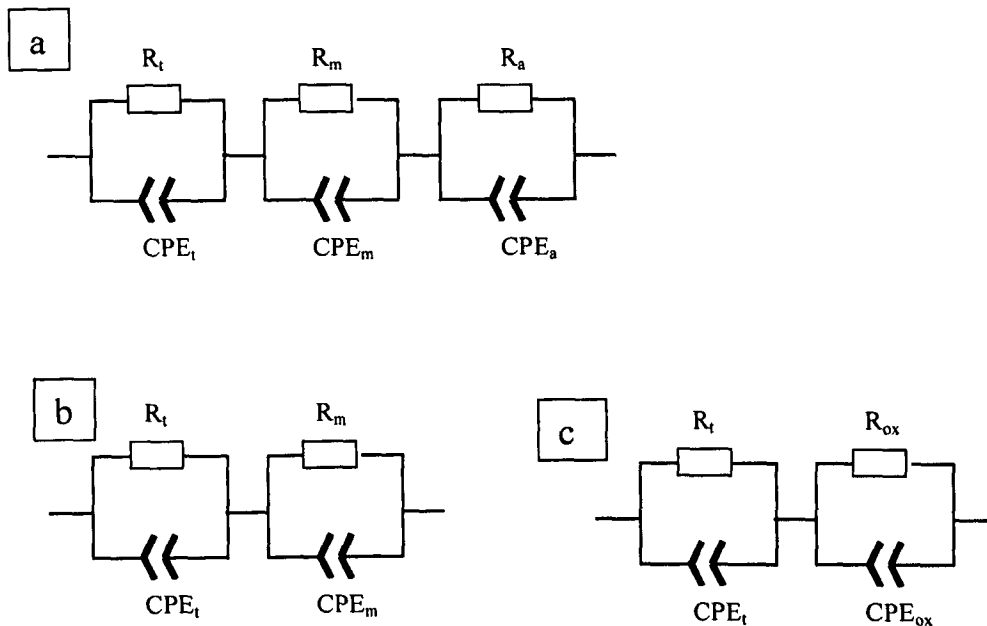 a
Rt Rm Ra
CPEt CPEm CPEa
b
Rt Rm
CPEt CPEm
c
Rt Rox
CPEt CPEox